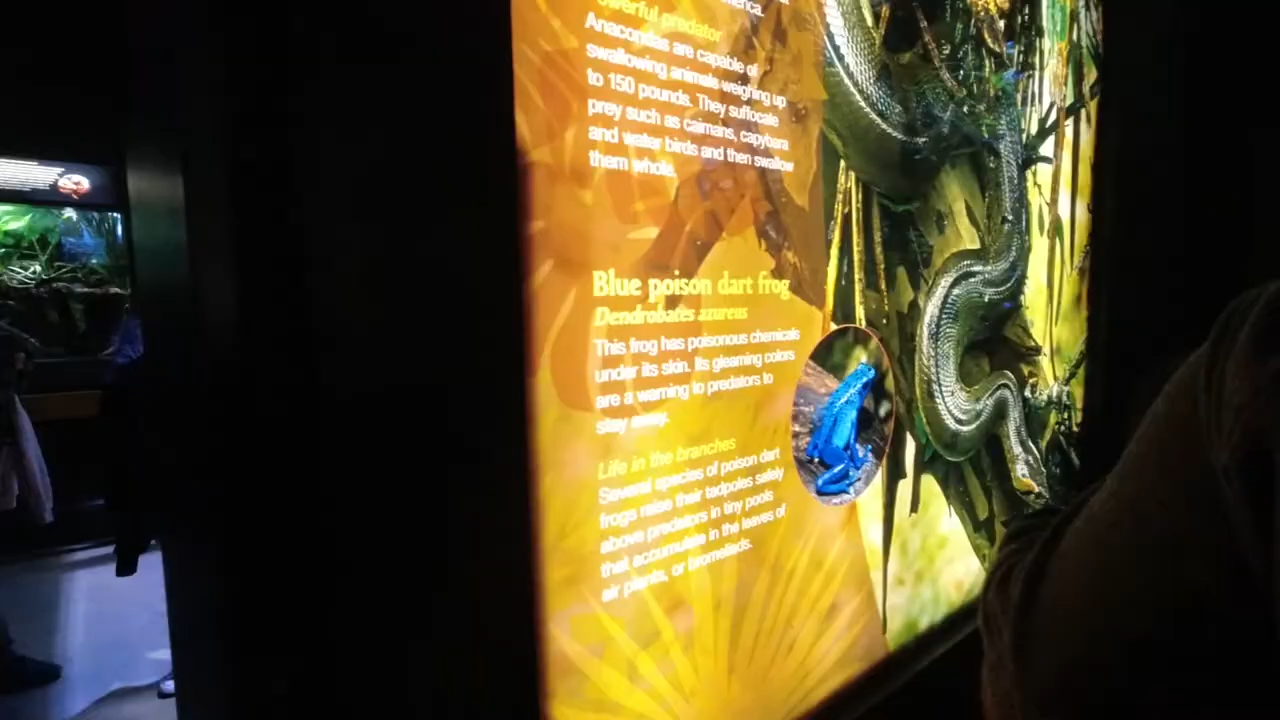 predator
Anacondas are capable of
swallowing animals weighing up
to 150 pounds. They suffocate
prey such as caimans, capybara
and water birds and then swallow
them whole.
Blue poison dart frog
Dendrobates azureus
This frog has poisonous chemicals
under its skin. Its gleaming colors
are a warning to predators to
stay away.
Life in the branches
Several species of poison dart
frogs raise their tadpoles safely
above predators in tiny pools
that accumulate in the leaves of
air plants, or bromeliads.